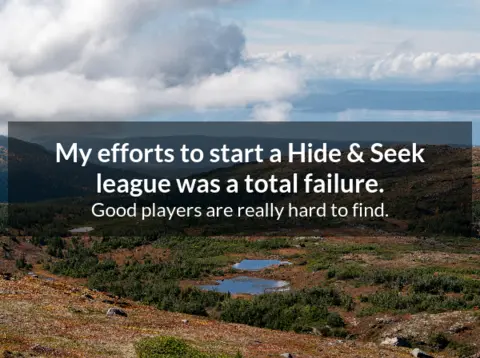 My efforts to start a Hide & Seek
league was a total failure.
Good players are really hard to find.